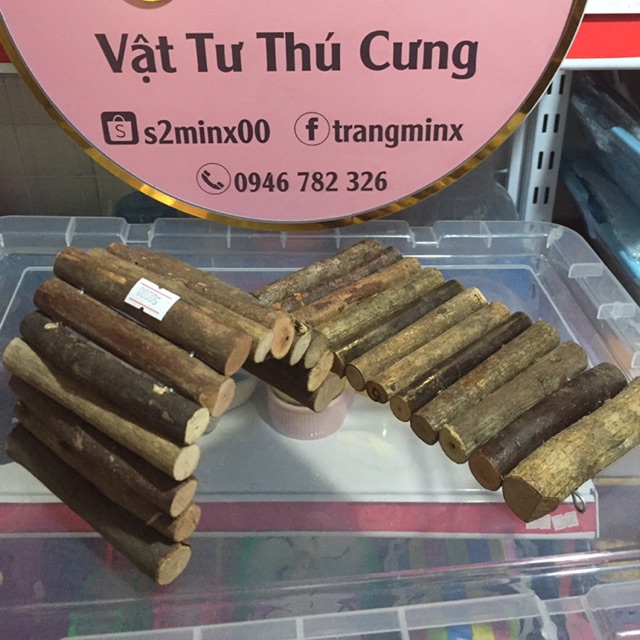 Vật Tư Thú Cưng
s2minx00 trangminx
0946 782 326